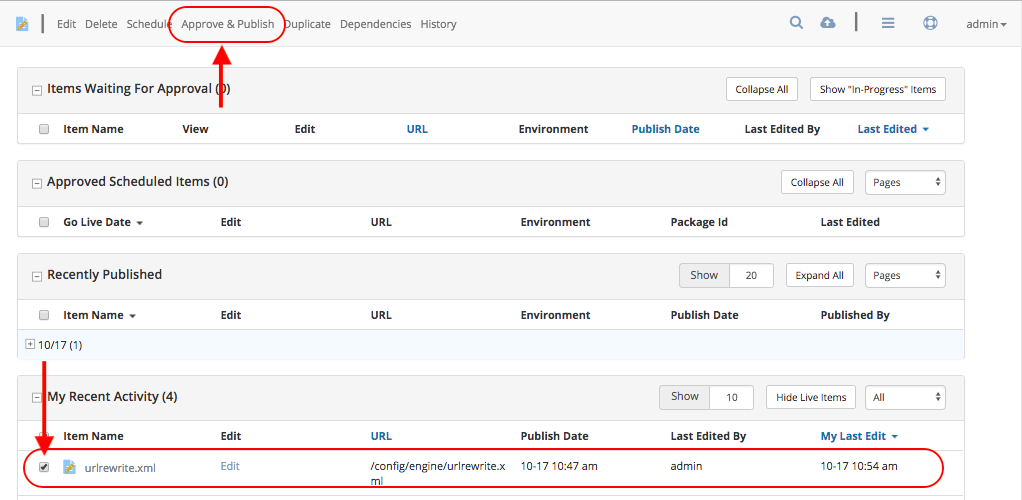 Edit Delete Schedule Approve & Publish Duplicate Dependencies History admin
Items Waiting For Approval (0) Collapse All Show "In-Progress" Items
Item Name View Edit URL Environment Publish Date Last Edited By Last Edited
Approved Scheduled Items (0) Collapse All Pages
Go Live Date Edit URL Environment Package Id Last Edited
Recently Published Show 20 Expand All Pages
Item Name Edit URL Environment Publish Date Published By
10/17 (1)
My Recent Activity (4) Show 10 Hide Live Items All
Item Name Edit URL Publish Date Last Edited By My Last Edit
urlrewrite.xml Edit /config/engine/urlrewrite.x 10-17 10:47 am admin 10-17 10:54 am
ml